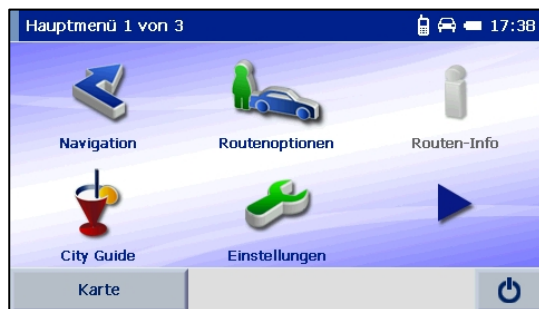 Hauptmenü 1 von 3 17:38
Navigation Routenoptionen Routen-Info
City Guide Einstellungen
Karte